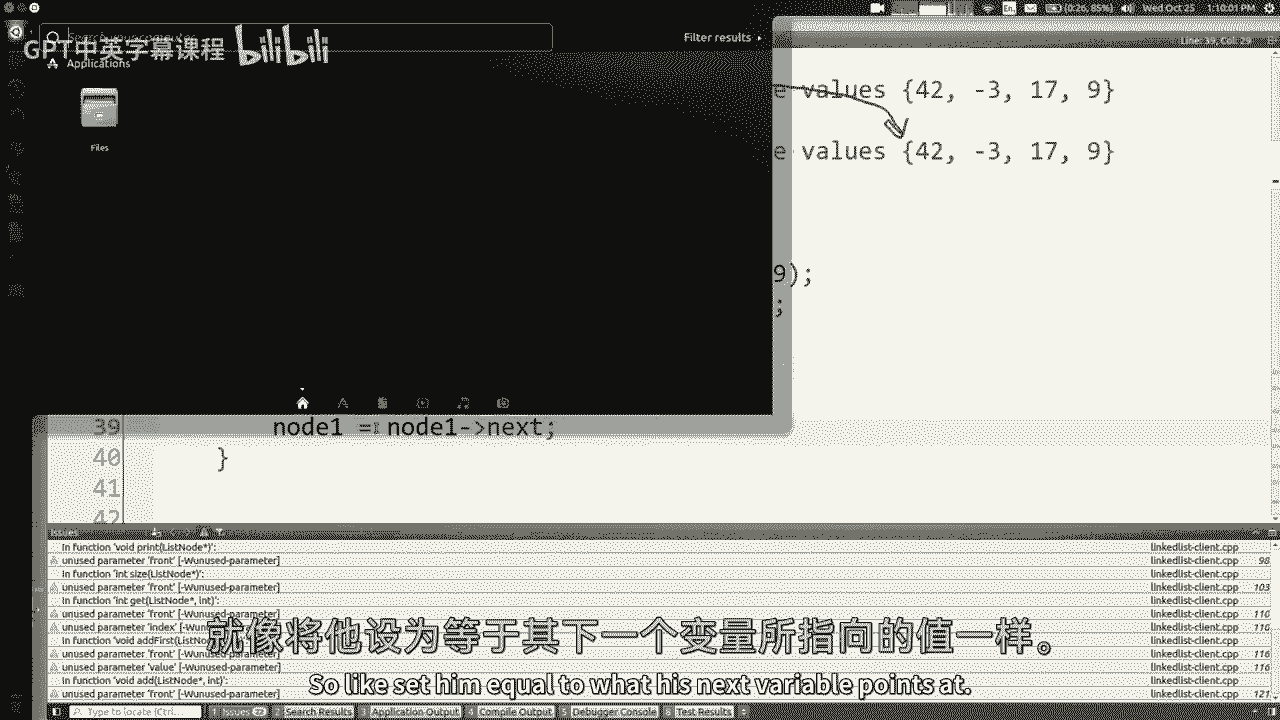 (0:26, 85%) Wed Oct 25 1:10:01 PM
En
Filter results
GPT中英字幕课程 bilibili
Applications
Files
Line: 39, Col: 29
e values {42, -3, 17, 9}
e values {42, -3, 17, 9}
9);
;
39 node1 = node1->next;
40 }
41
42
Issues
In function 'void print(ListNode*)': linkedlist-client.cpp
unused parameter 'front' [-Wunused-parameter] linkedlist-client.cpp 98
In function 'int size(ListNode*)': linkedlist-client.cpp
unused parameter 'front' [-Wunused-parameter] linkedlist-client.cpp 103
In function 'int get(ListNode*, int)': linkedlist-client.cpp
unused parameter 'front' [-Wunused-parameter] linkedlist-client.cpp 110
unused parameter 'index' [-Wunused-parameter] linkedlist-client.cpp 110
In function 'void addFirst(ListNode*, int)': linkedlist-client.cpp
unused parameter 'front' [-Wunused-parameter] linkedlist-client.cpp 116
unused parameter 'value' [-Wunused-parameter] linkedlist-client.cpp 116
In function 'void add(ListNode*, int)': linkedlist-client.cpp
unused parameter 'front' [-Wunused-parameter] linkedlist-client.cpp 121
就像将他设为等于其下一个变量所指向的值一样。
So like set him equal to what his next variable points at.
Type to locate (Ctrl... 1 Issues 2 Search Results 3 Application Output 4 Compile Output 5 Debugger Console 8 Test Results